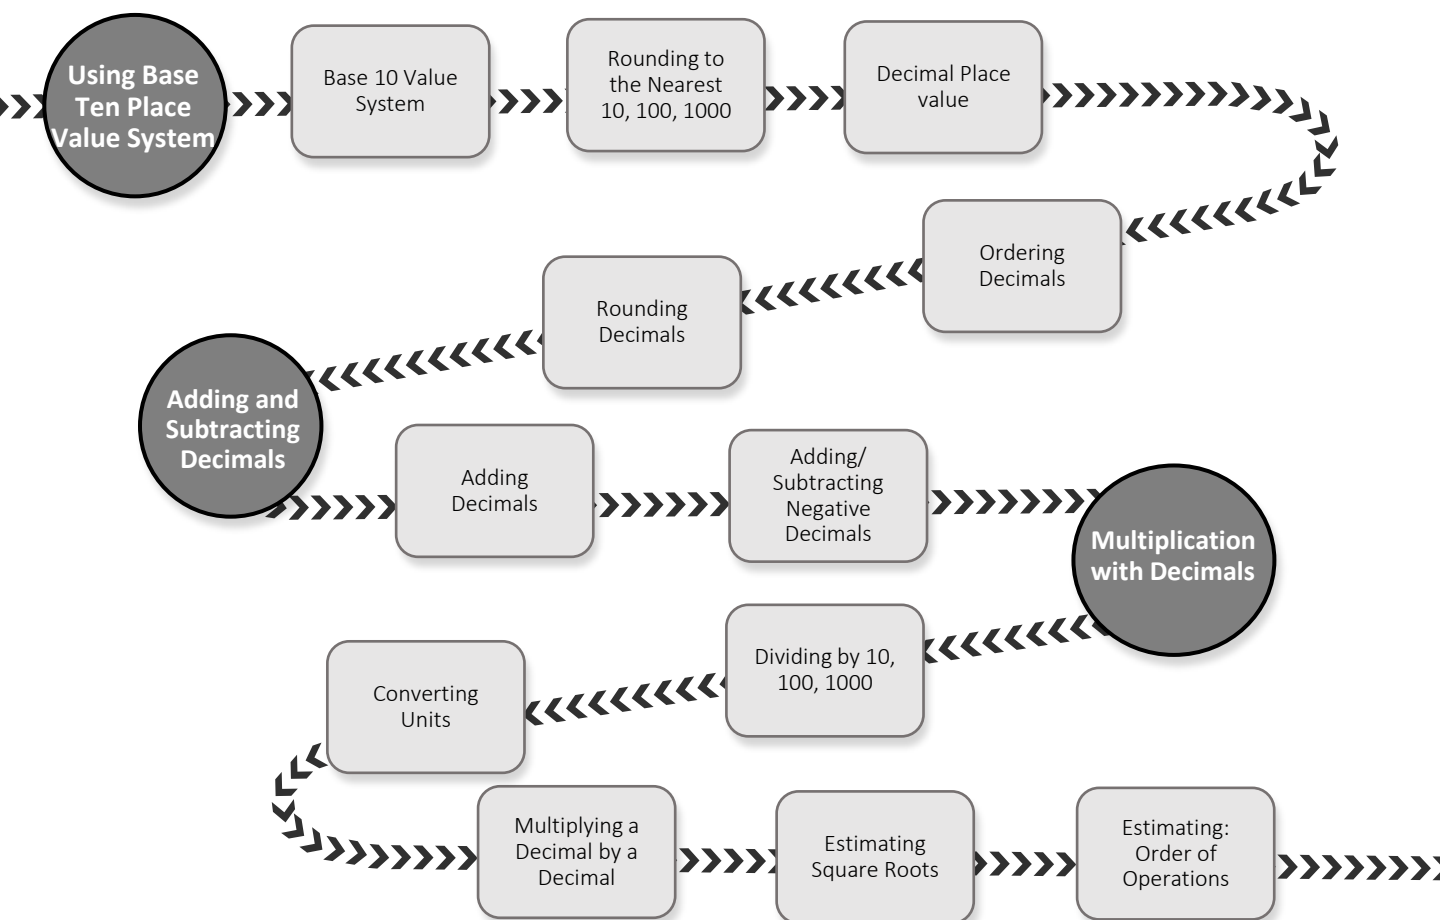 Using Base
Ten Place
Value System
Base 10 Value
System
Rounding to
the Nearest
10, 100, 1000
Decimal Place
value
Ordering
Decimals
Rounding
Decimals
Adding and
Subtracting
Decimals
Adding
Decimals
Adding/
Subtracting
Negative
Decimals
Multiplication
with Decimals
Dividing by 10,
100, 1000
Converting
Units
Multiplying a
Decimal by a
Decimal
Estimating
Square Roots
Estimating:
Order of
Operations